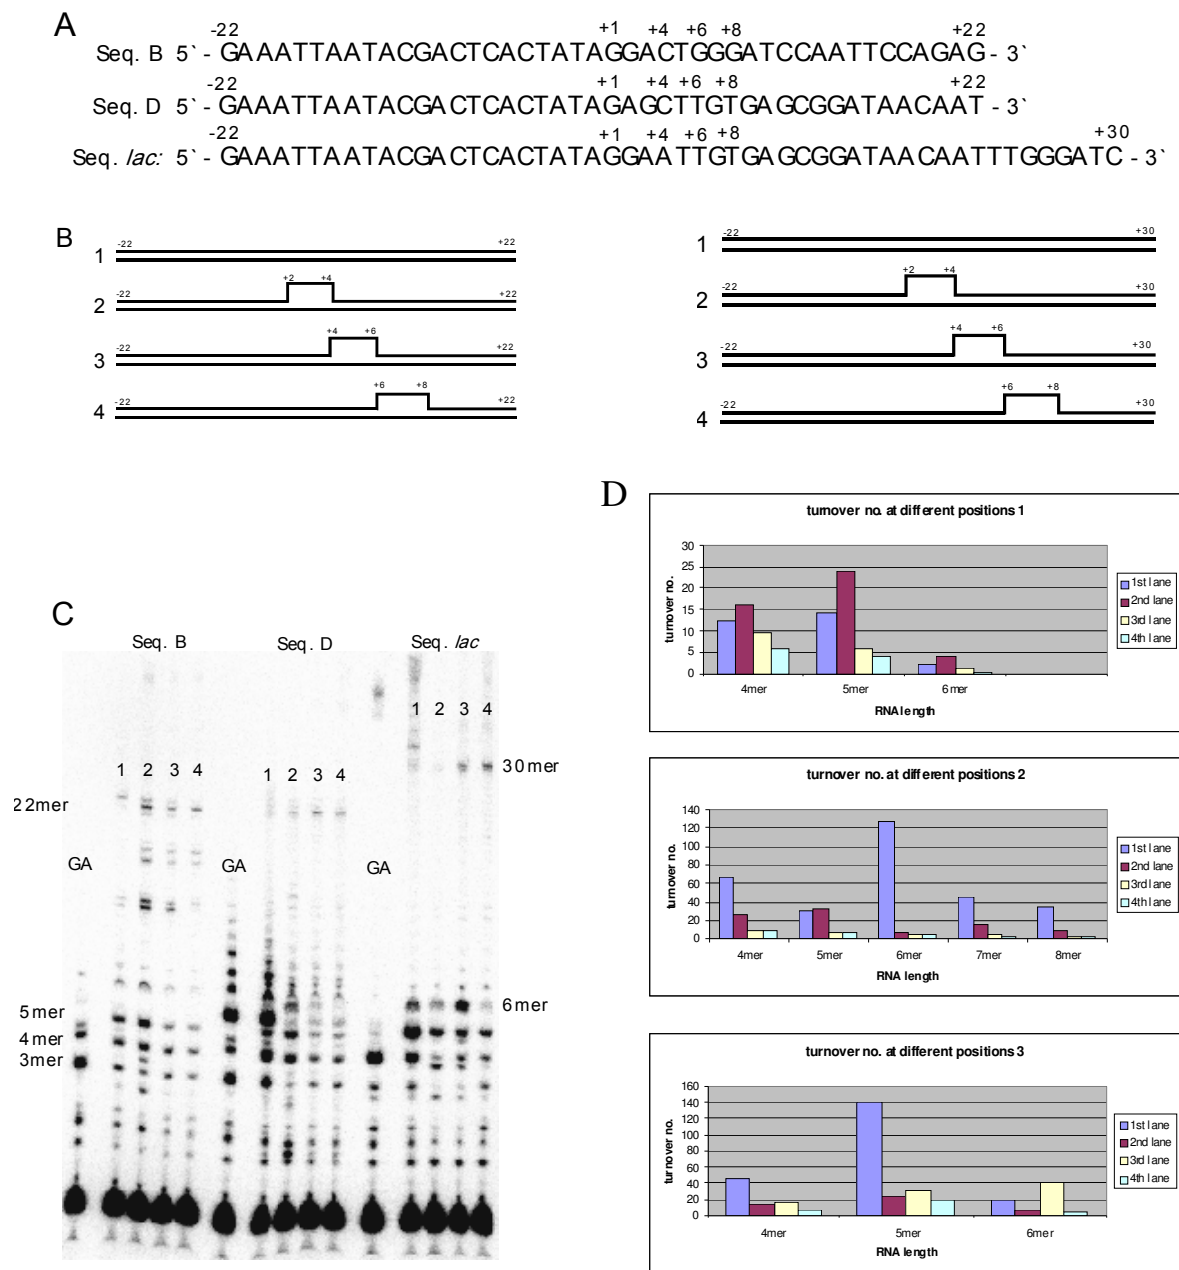 A
-22 +1 +4 +6 +8 +22
Seq. B 5` - GAAATTAATACGACTCACTATAGGACTGGGATCCAATTCCAGAG - 3`
-22 +1 +4 +6 +8 +22
Seq. D 5` - GAAATTAATACGACTCACTATAGAGCTTGTGAGCGGATAACAAT - 3`
-22 +1 +4 +6 +8 +30
Seq. lac: 5` - GAAATTAATACGACTCACTATAGGAATTGTGAGCGGATAACAATTTGGGATC - 3`
B
1 -22 +22
2 -22 +2 +4 +22
3 -22 +4 +6 +22
4 -22 +6 +8 +22
1 -22 +30
2 -22 +2 +4 +30
3 -22 +4 +6 +30
4 -22 +6 +8 +30
C
Seq. B Seq. D Seq. lac
1 2 3 4
1 2 3 4
1 2 3 4
30mer
22mer
GA GA GA
6mer
5mer
4mer
3mer
D
turnover no. at different positions 1
turnover no.
30
25
20
15
10
5
0
4mer 5mer 6mer
RNA length
1st lane
2nd lane
3rd lane
4th lane
turnover no. at different positions 2
turnover no.
140
120
100
80
60
40
20
0
4mer 5mer 6mer 7mer 8mer
RNA length
1st lane
2nd lane
3rd lane
4th lane
turnover no. at different positions 3
turnover no.
160
140
120
100
80
60
40
20
0
4mer 5mer 6mer
RNA length
1st lane
2nd lane
3rd lane
4th lane